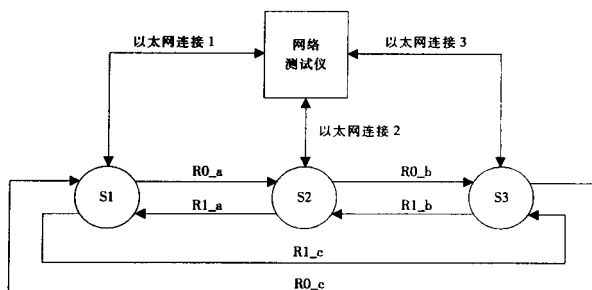 以太网连接1
网络
测试仪
以太网连接3
以太网连接2
R0_a
R0_b
S1
S2
S3
R1_a
R1_b
R1_c
R0_c